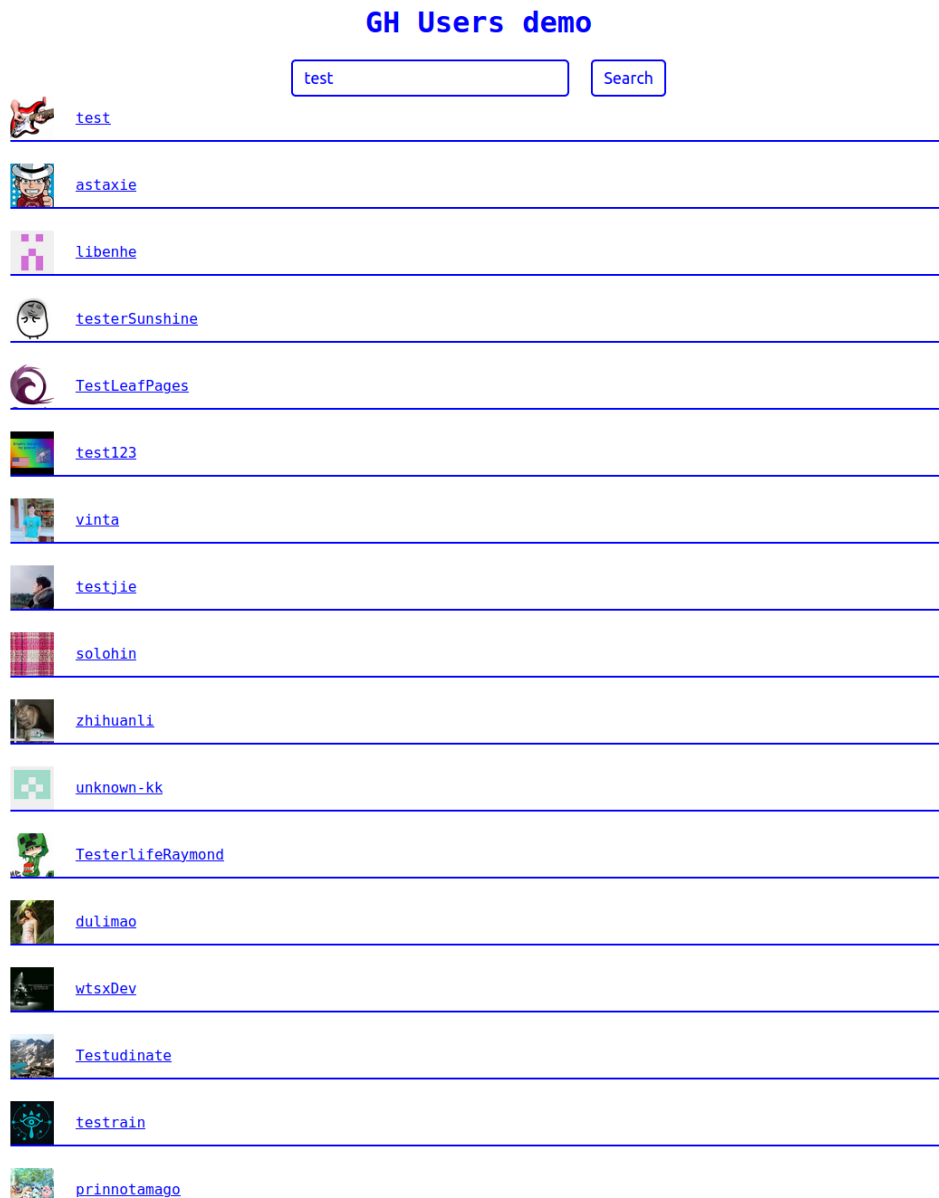 GH Users demo
test
Search
test
astaxie
libenhe
testerSunshine
TestLeafPages
test123
vinta
testjie
solohin
zhihuanli
unknown-kk
TesterlifeRaymond
dulimao
wtsxDev
Testudinate
testrain
prinnotamago